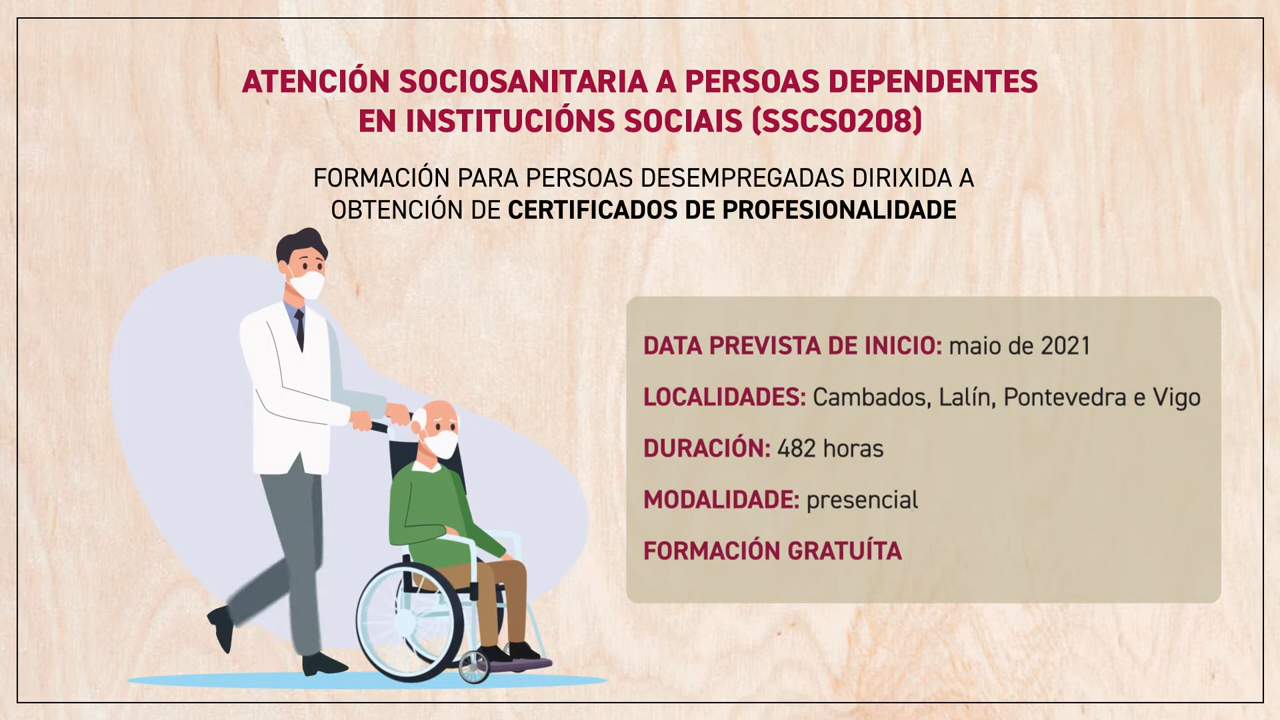 ATENCIÓN SOCIOSANITARIA A PERSOAS DEPENDENTES
EN INSTITUCIÓNS SOCIAIS (SSCS0208)
FORMACIÓN PARA PERSOAS DESEMPREGADAS DIRIXIDA A
OBTENCIÓN DE CERTIFICADOS DE PROFESIONALIDADE
DATA PREVISTA DE INICIO: maio de 2021
LOCALIDADES: Cambados, Lalín, Pontevedra e Vigo
DURACIÓN: 482 horas
MODALIDADE: presencial
FORMACIÓN GRATUÍTA